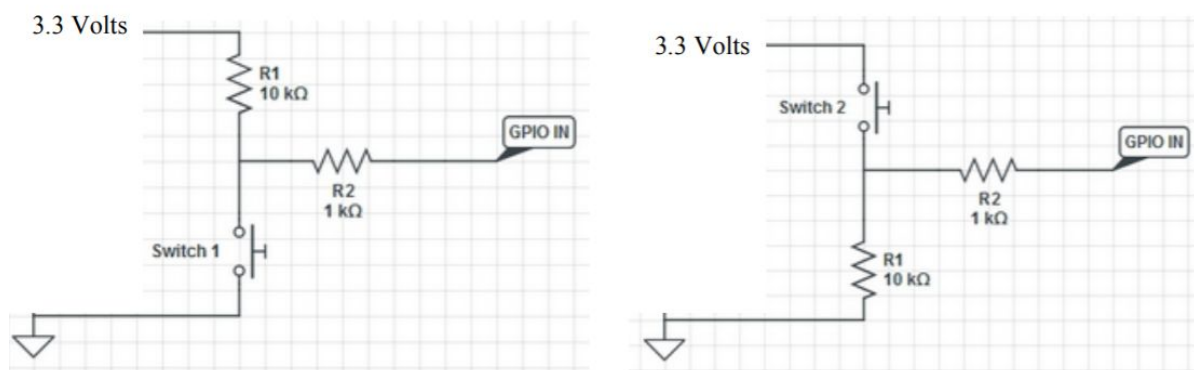 3.3 Volts
R1
10 kΩ
GPIO IN
R2
1 kΩ
Switch 1
3.3 Volts
Switch 2
GPIO IN
R2
1 kΩ
R1
10 kΩ